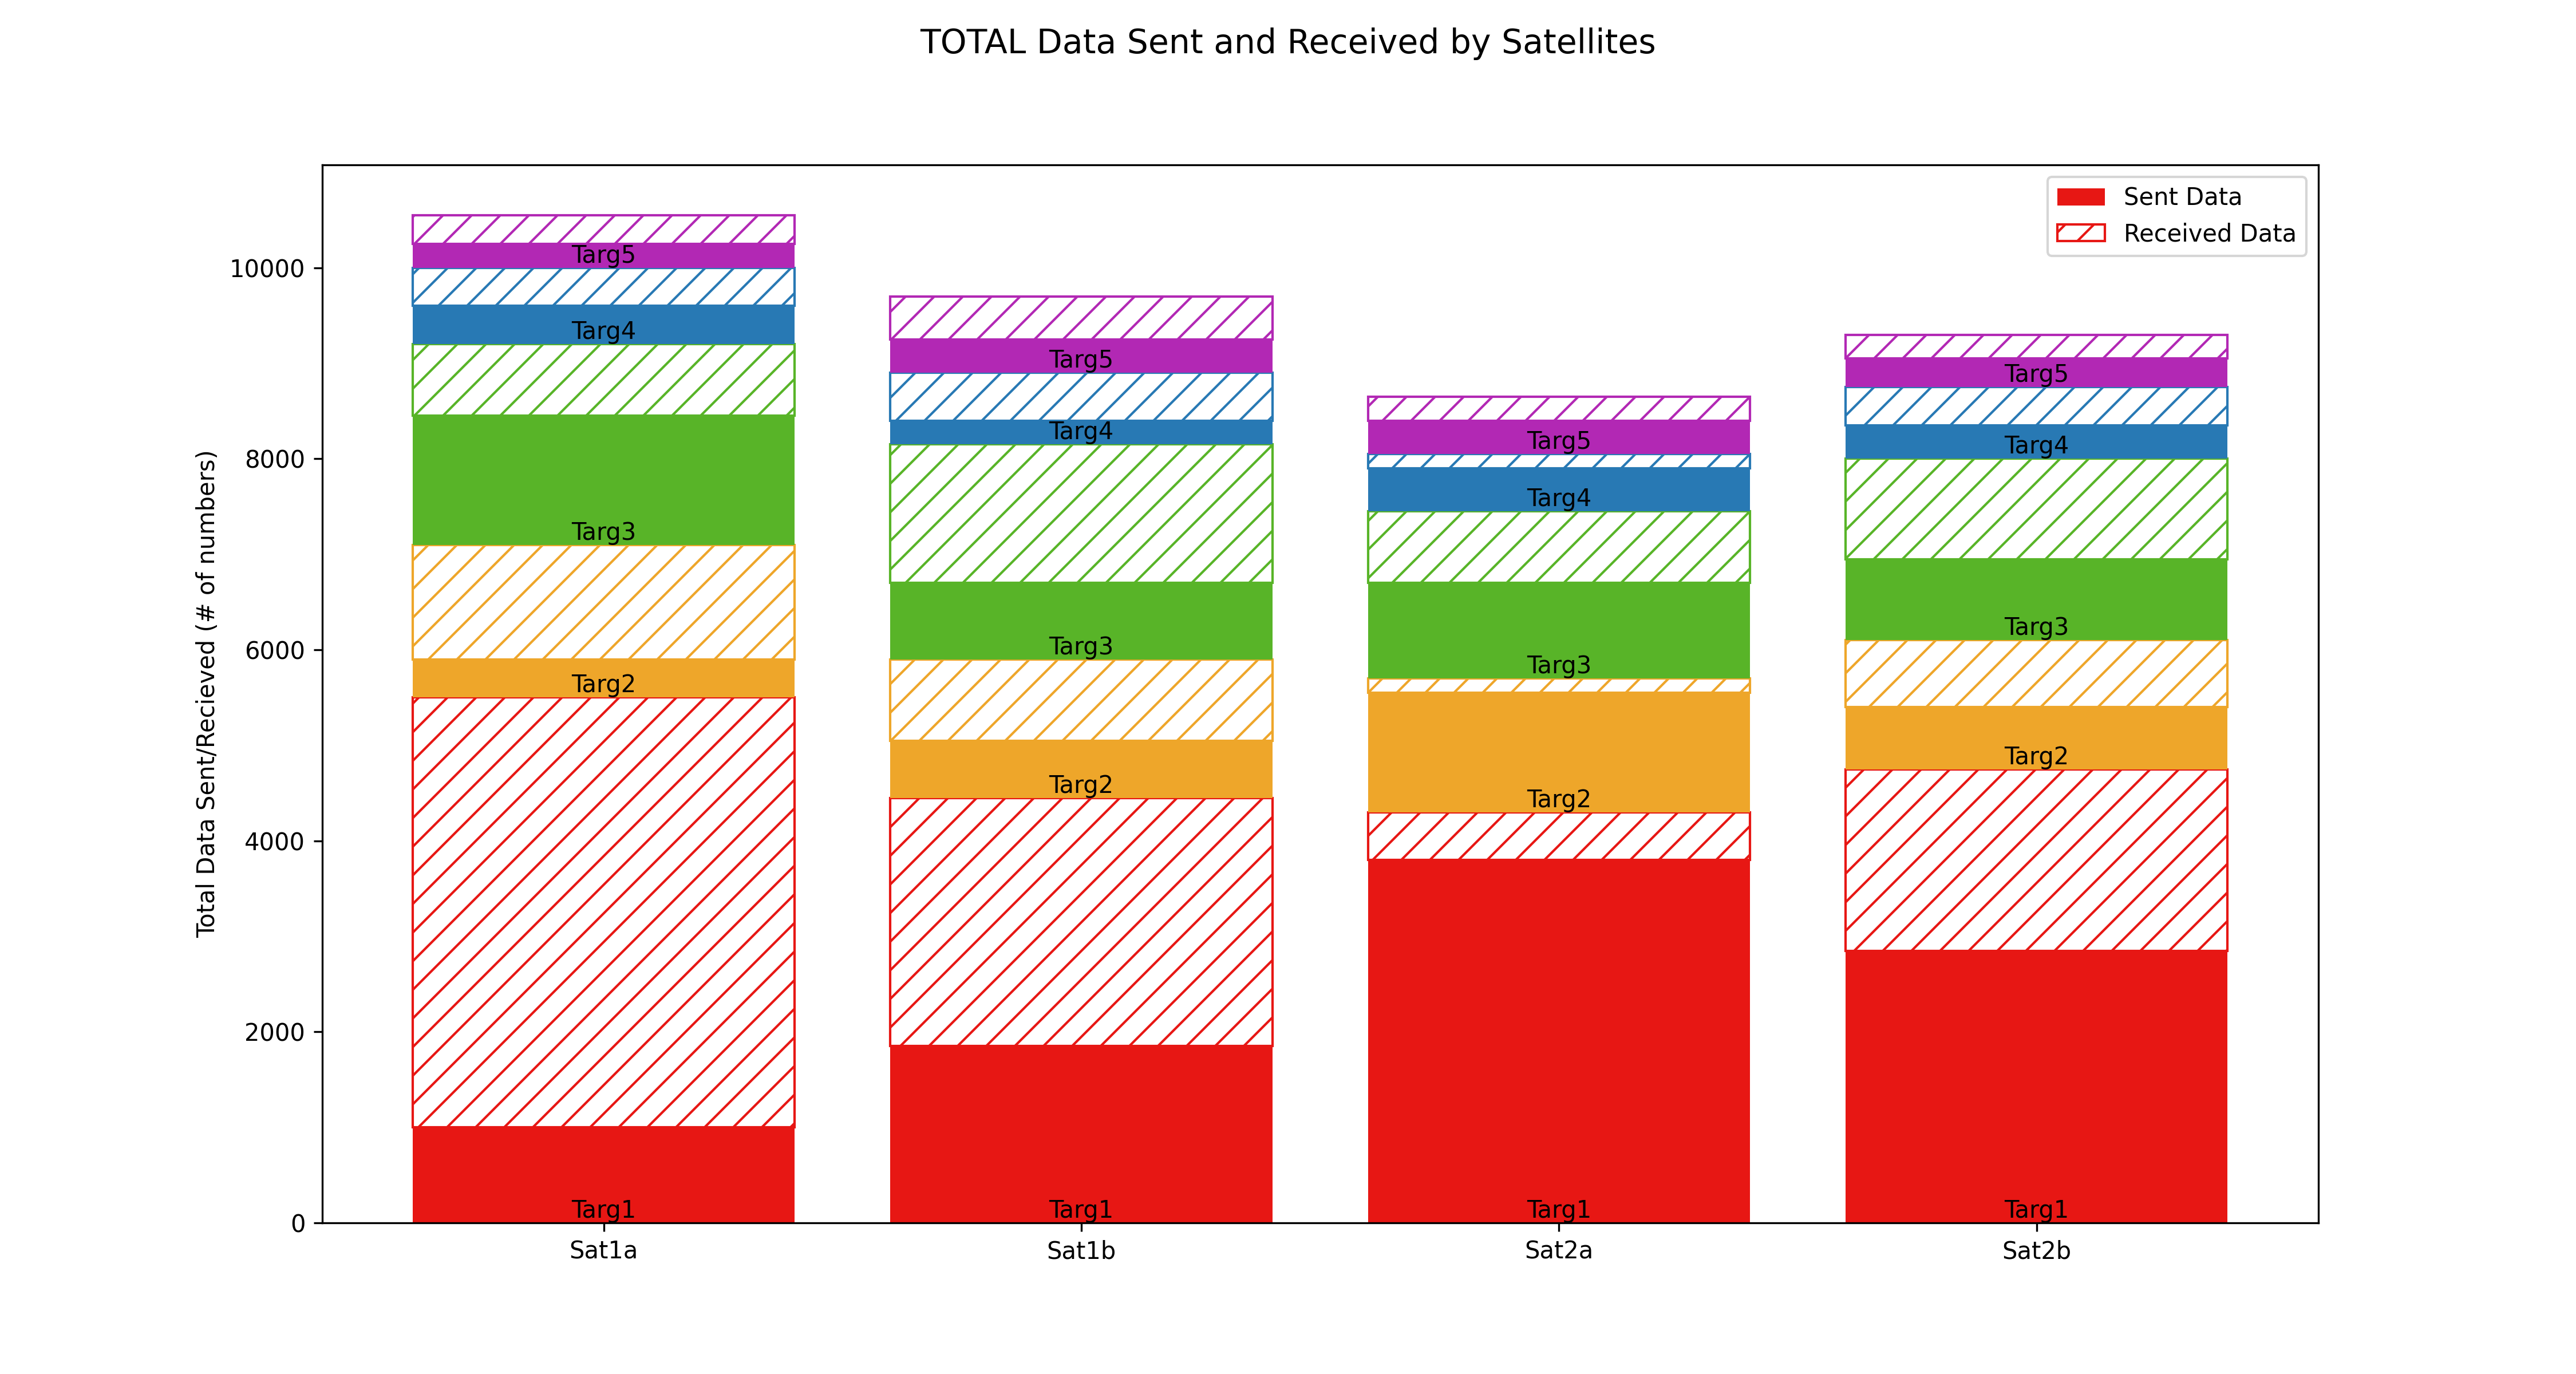 TOTAL Data Sent and Received by Satellites
Sent Data
Received Data
Total Data Sent/Recieved (# of numbers)
10000
8000
6000
4000
2000
0
Targ5
Targ4
Targ3
Targ2
Targ1
Targ5
Targ4
Targ3
Targ2
Targ1
Targ5
Targ4
Targ3
Targ2
Targ1
Targ5
Targ4
Targ3
Targ2
Targ1
Sat1a
Sat1b
Sat2a
Sat2b